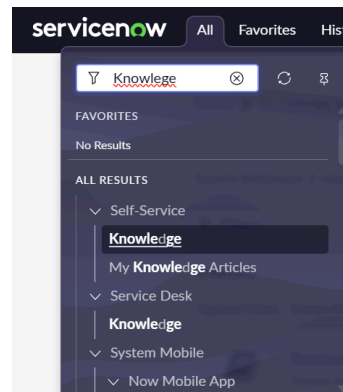 servicenow All Favorites His
Knowlege
FAVORITES
No Results
ALL RESULTS
Self-Service
Knowledge
My Knowledge Articles
Service Desk
Knowledge
System Mobile
Now Mobile App